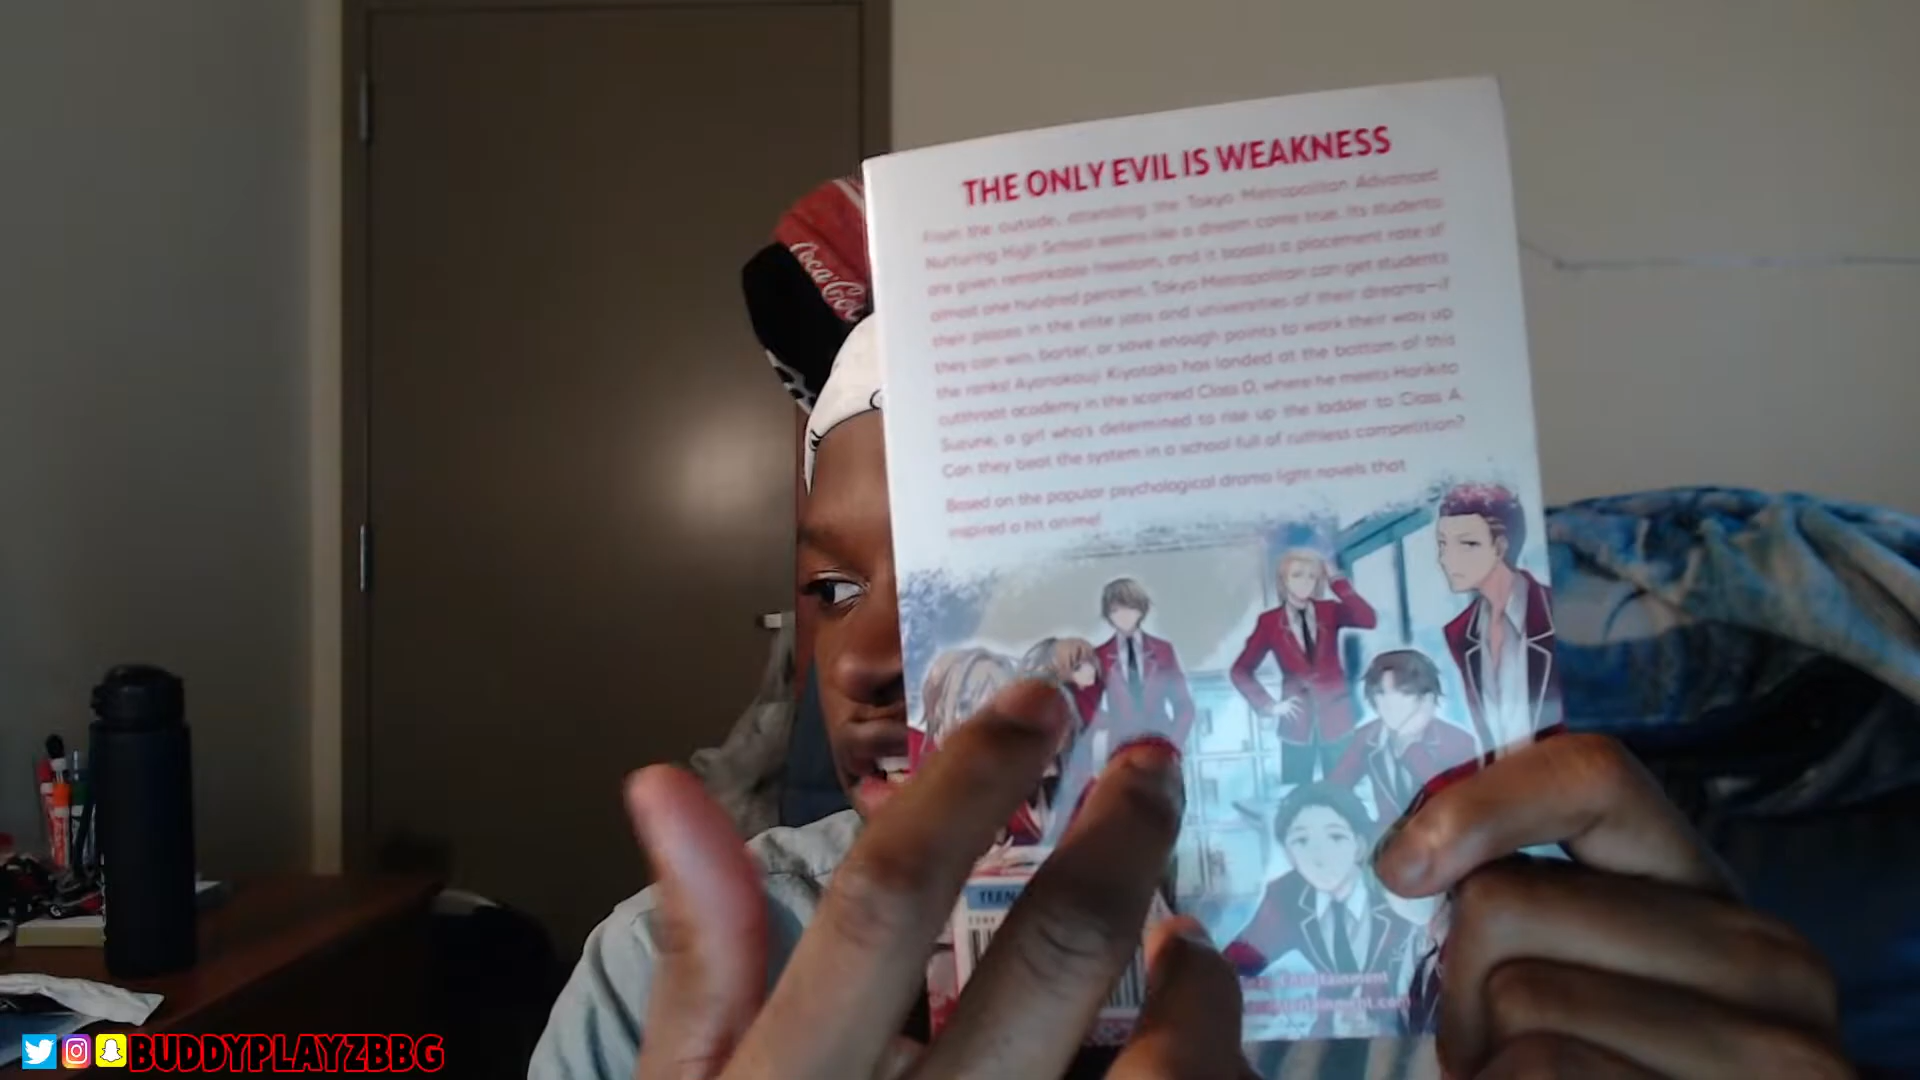 THE ONLY EVIL IS WEAKNESS
From the outside, attending the Tokyo Metropolitan Advanced
Nurturing High School seems like a dream come true. Its students
are given remarkable freedom, and it boasts a placement rate of
almost one hundred percent. Tokyo Metropolitan can get students
their places in the elite jobs and universities of their dreams—if
they can win, barter, or save enough points to work their way up
the ranks! Ayanokouji Kiyotaka has landed at the bottom of this
cutthroat academy in the scorned Class D, where he meets Horikita
Suzune, a girl who's determined to rise up the ladder to Class A.
Can they beat the system in a school full of ruthless competition?
Based on the popular psychological drama light novels that
inspired a hit anime!
Coca-Col
TEEN
BUDDYPLAYZBBG